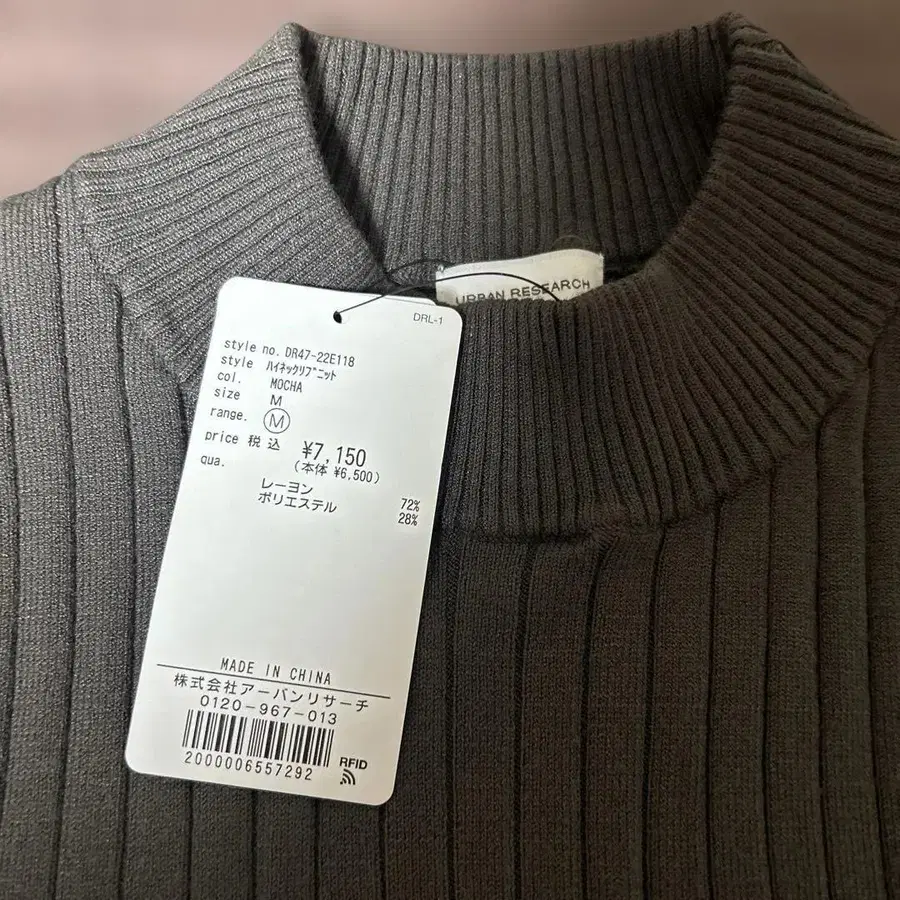 URBAN RESEARCH
DRL-1
style no. DR47-22E118
style ハイネックリブニット
col. MOCHA
size M
range. M
price 税込 ¥7,150
(本体 ¥6,500)
qua.
レーヨン 72%
ポリエステル 28%
MADE IN CHINA
株式会社アーバンリサーチ
0120-967-013
2000006557292
RFID